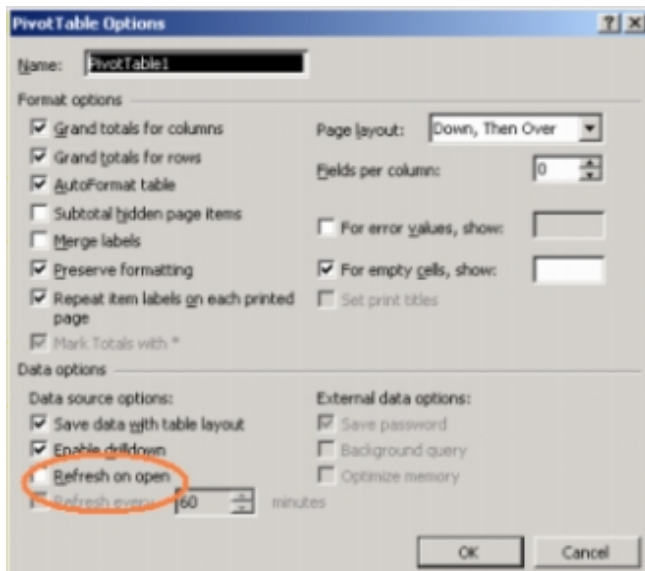 PivotTable Options
Name: PivotTable1
Format options
Grand totals for columns
Grand totals for rows
AutoFormat table
Subtotal hidden page items
Merge labels
Preserve formatting
Repeat item labels on each printed
page
Mark Totals with *
Page layout: Down, Then Over
Fields per column: 0
For error values, show:
For empty cells, show:
Set print titles
Data options
Data source options:
Save data with table layout
Enable drilldown
Refresh on open
Refresh every 60 minutes
External data options:
Save password
Background query
Optimize memory
OK
Cancel